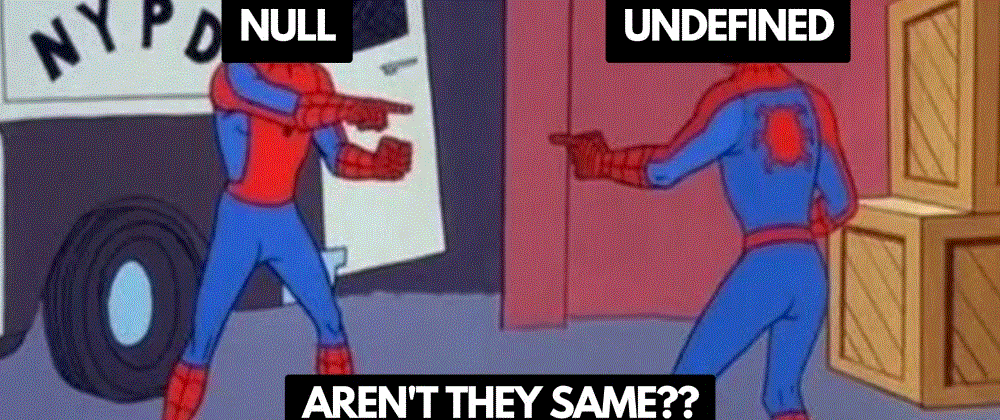 NYPD
NULL
UNDEFINED
AREN'T THEY SAME??